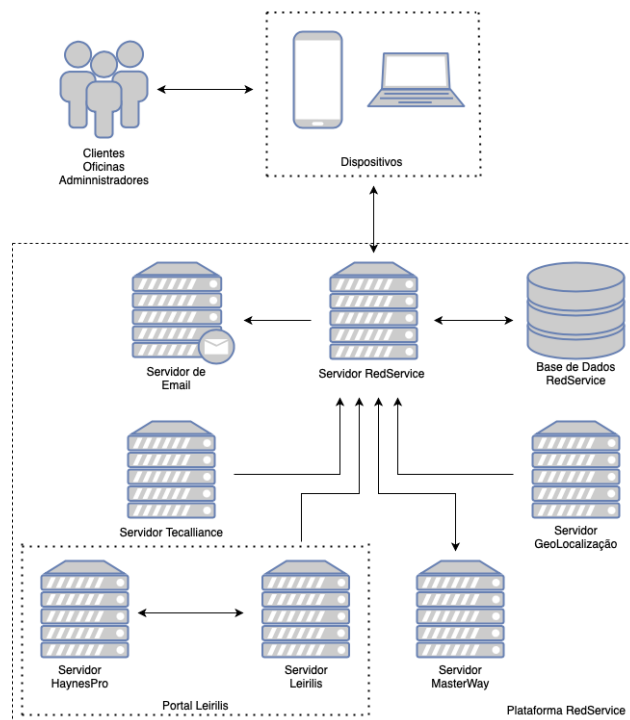 Clientes
Oficinas
Adminnistradores
Dispositivos
Servidor de
Email
Servidor RedService
Base de Dados
RedService
Servidor Tecalliance
Servidor
GeoLocalização
Servidor
HaynesPro
Servidor
Leirilis
Servidor
MasterWay
Portal Leirilis
Plataforma RedService